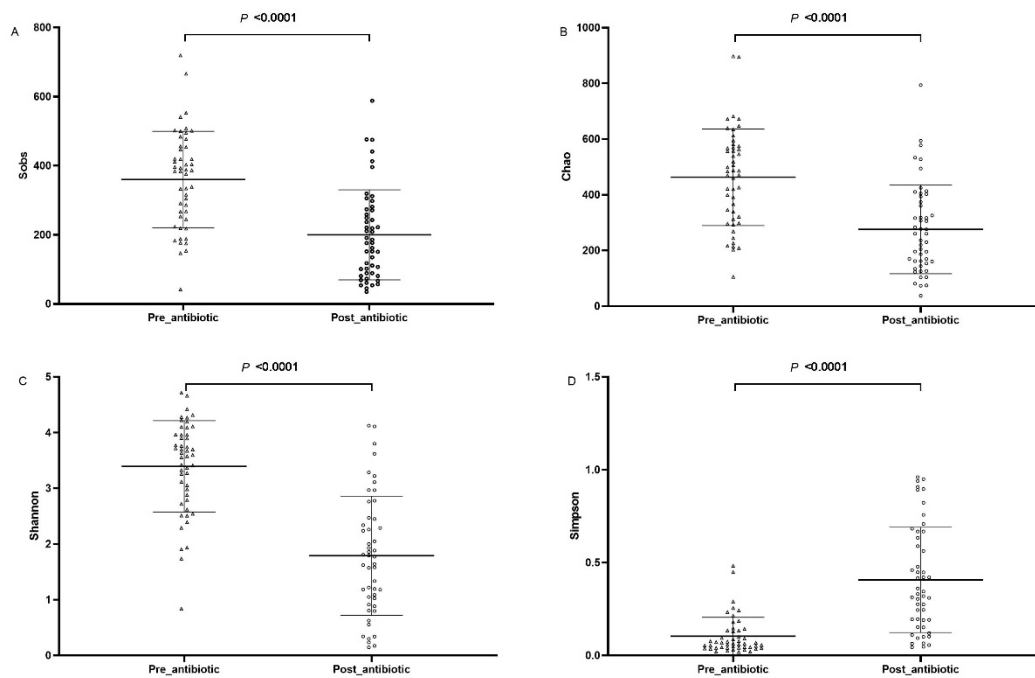 A
P <0.0001
800
600
400
200
0
Sobs
Pre_antibiotic
Post_antibiotic
B
P <0.0001
1000
800
600
400
200
0
Chao
Pre_antibiotic
Post_antibiotic
C
P <0.0001
5
4
3
2
1
0
Shannon
Pre_antibiotic
Post_antibiotic
D
P <0.0001
1.5
1.0
0.5
0.0
Simpson
Pre_antibiotic
Post_antibiotic